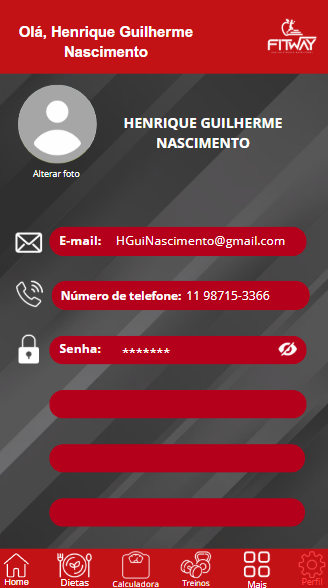 Olá, Henrique Guilherme
Nascimento
FITWAY
HENRIQUE GUILHERME
NASCIMENTO
Alterar foto
E-mail: HGuiNascimento@gmail.com
Número de telefone: 11 98715-3366
Senha: *******
Home Dietas Calculadora Treinos Mais Perfil